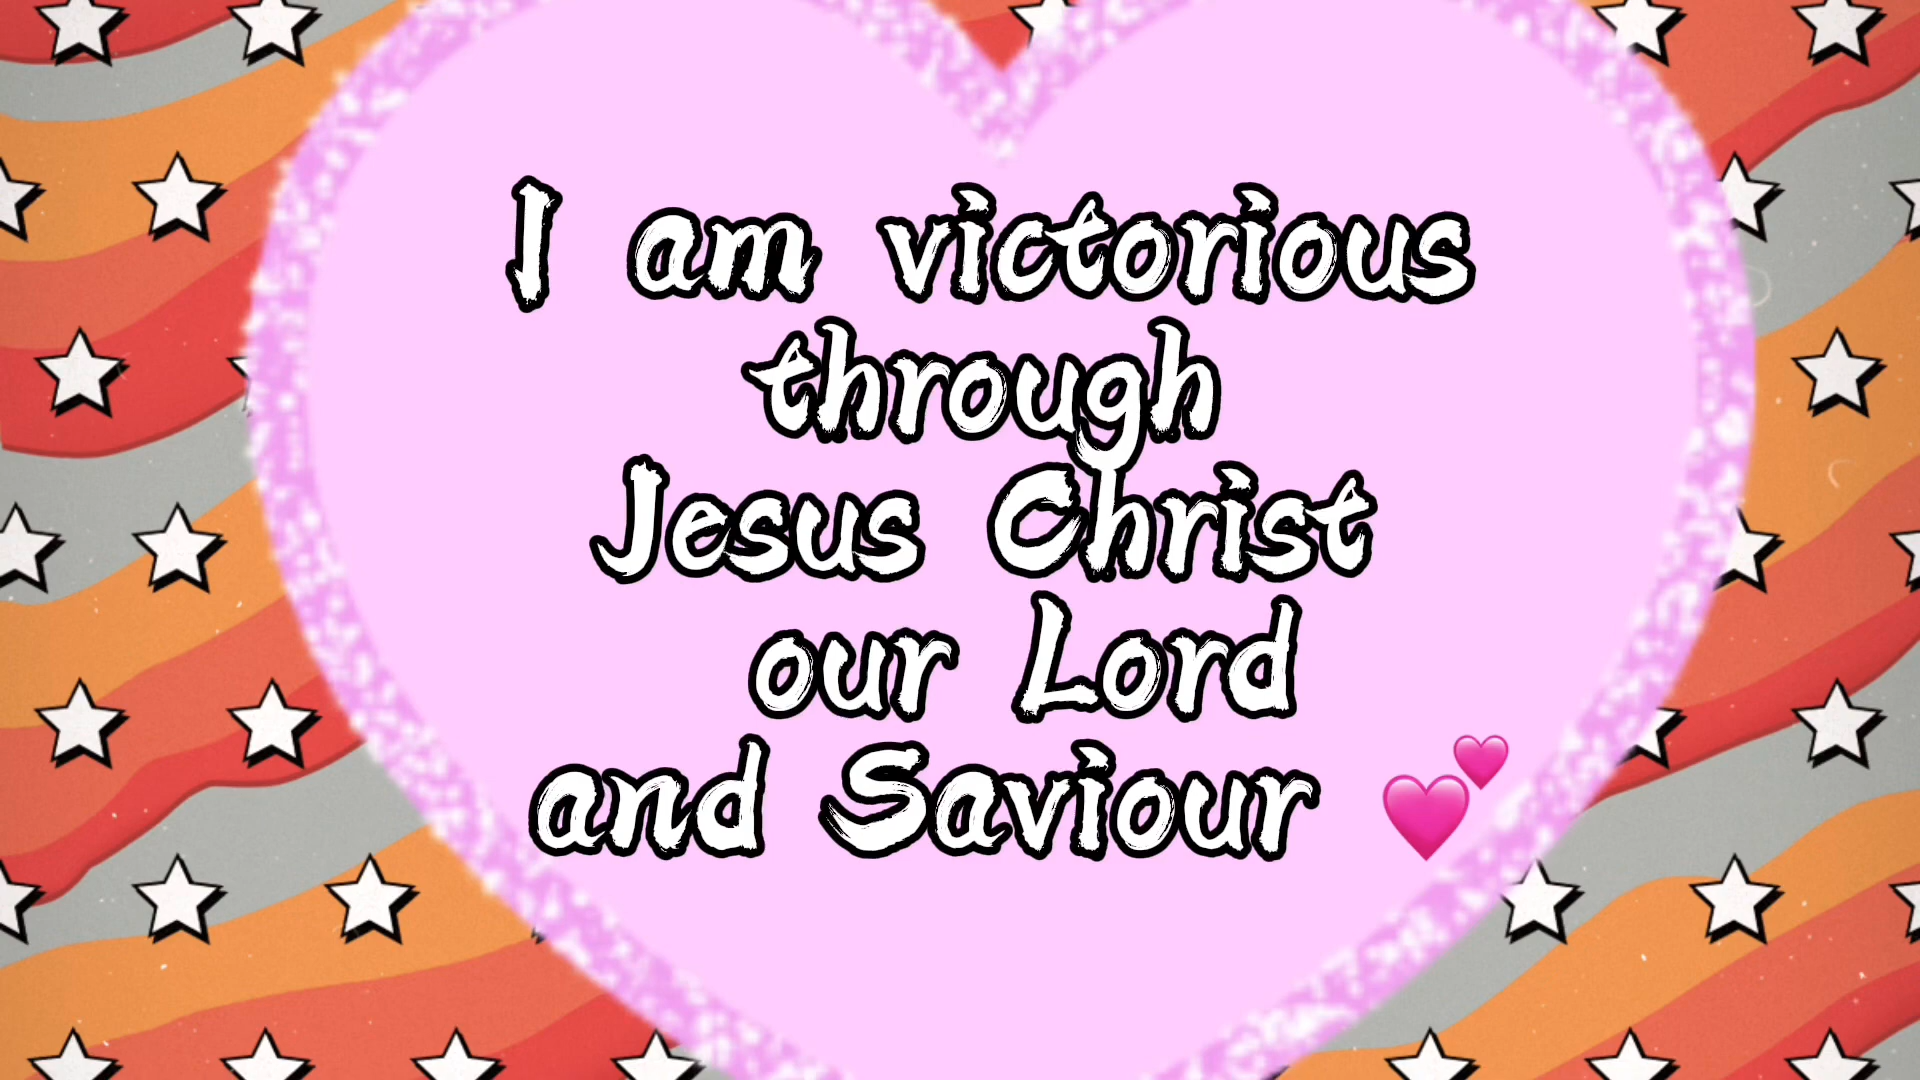 I am victorious
through
Jesus Christ
our Lord
and Saviour 💕